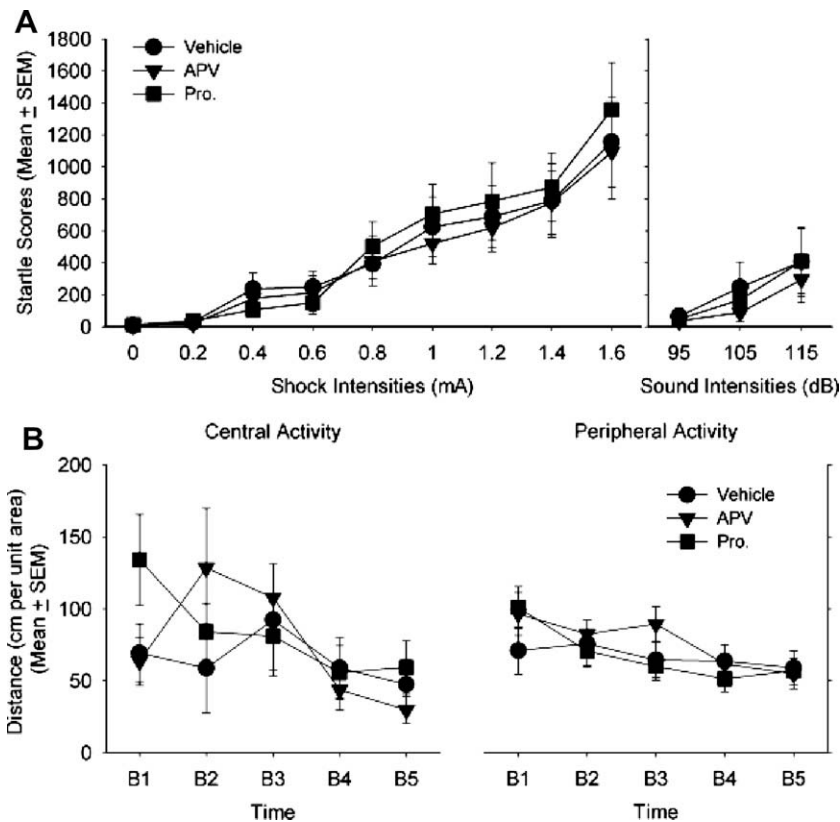 A
Startle Scores (Mean ± SEM)
1800
1600
1400
1200
1000
800
600
400
200
0
Vehicle
APV
Pro.
0 0.2 0.4 0.6 0.8 1 1.2 1.4 1.6
Shock Intensities (mA)
95 105 115
Sound Intensities (dB)
B
Central Activity
Distance (cm per unit area)
(Mean ± SEM)
200
150
100
50
0
B1 B2 B3 B4 B5
Time
Peripheral Activity
Vehicle
APV
Pro.
B1 B2 B3 B4 B5
Time